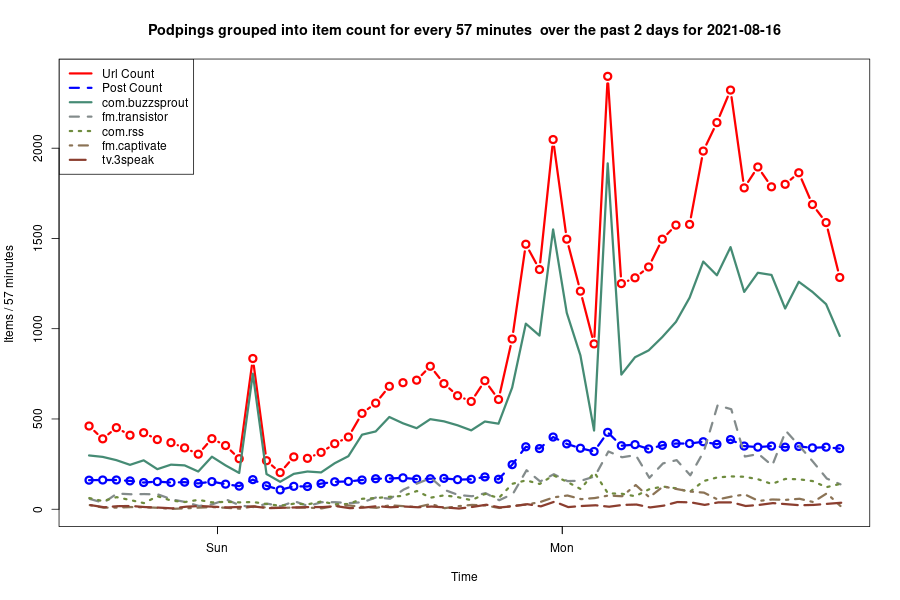 Podpings grouped into item count for every 57 minutes  over the past 2 days for 2021-08-16
Url Count
Post Count
com.buzzsprout
fm.transistor
com.rss
fm.captivate
tv.3speak
Items / 57 minutes
2000
1500
1000
500
0
Sun
Mon
Time